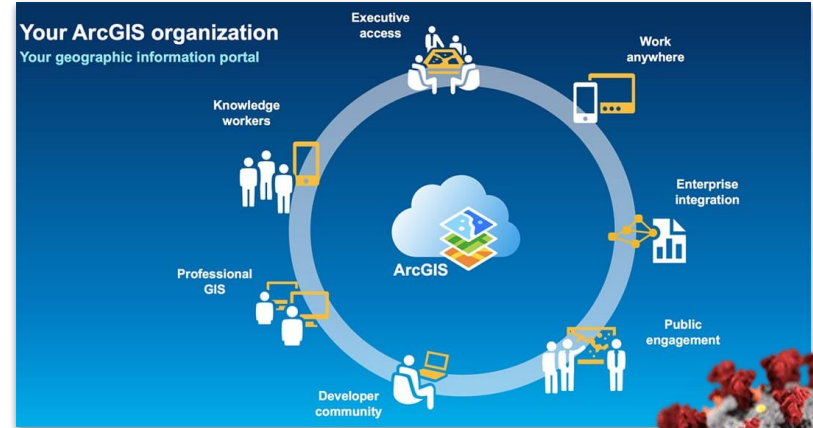 Your ArcGIS organization
Your geographic information portal
Executive
access
Work
anywhere
Knowledge
workers
Enterprise
integration
ArcGIS
Professional
GIS
Public
engagement
Developer
community